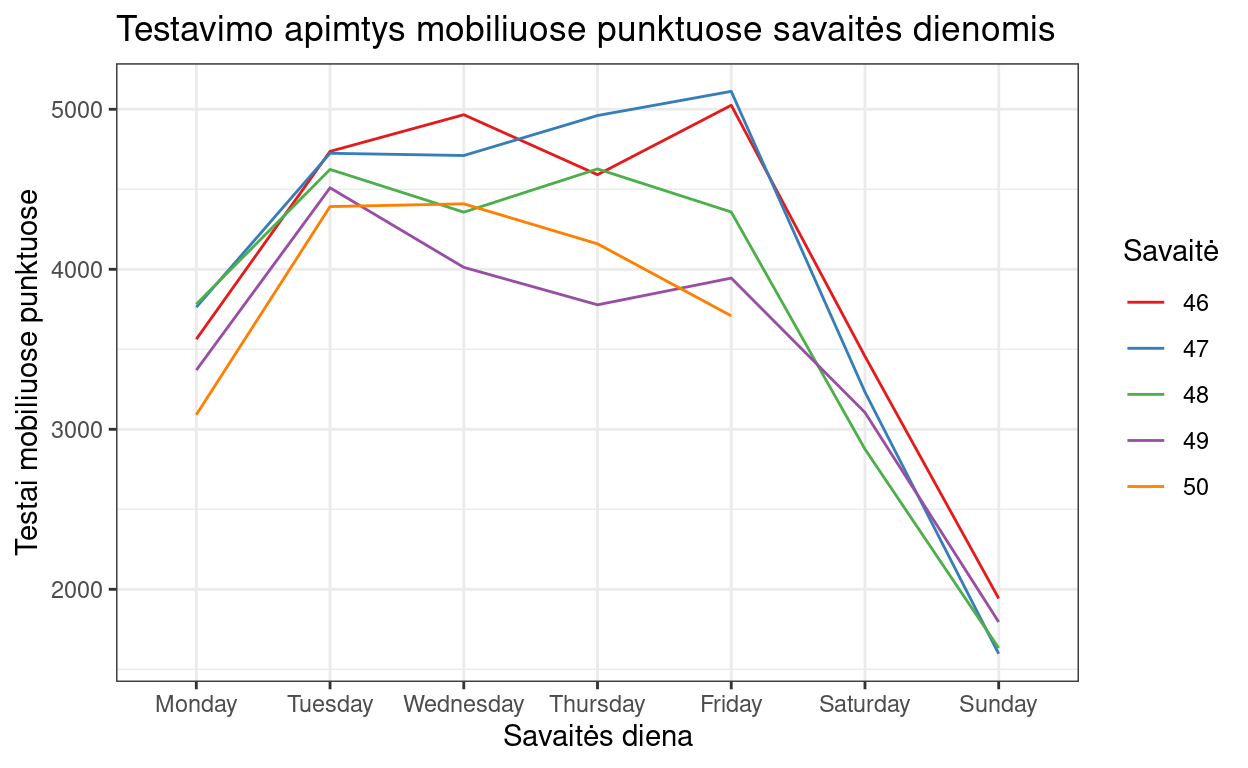 Testavimo apimtys mobiliuose punktuose savaitės dienomis
Testai mobiliuose punktuose
5000
4000
3000
2000
Monday
Tuesday
Wednesday
Thursday
Friday
Saturday
Sunday
Savaitės diena
Savaitė
46
47
48
49
50